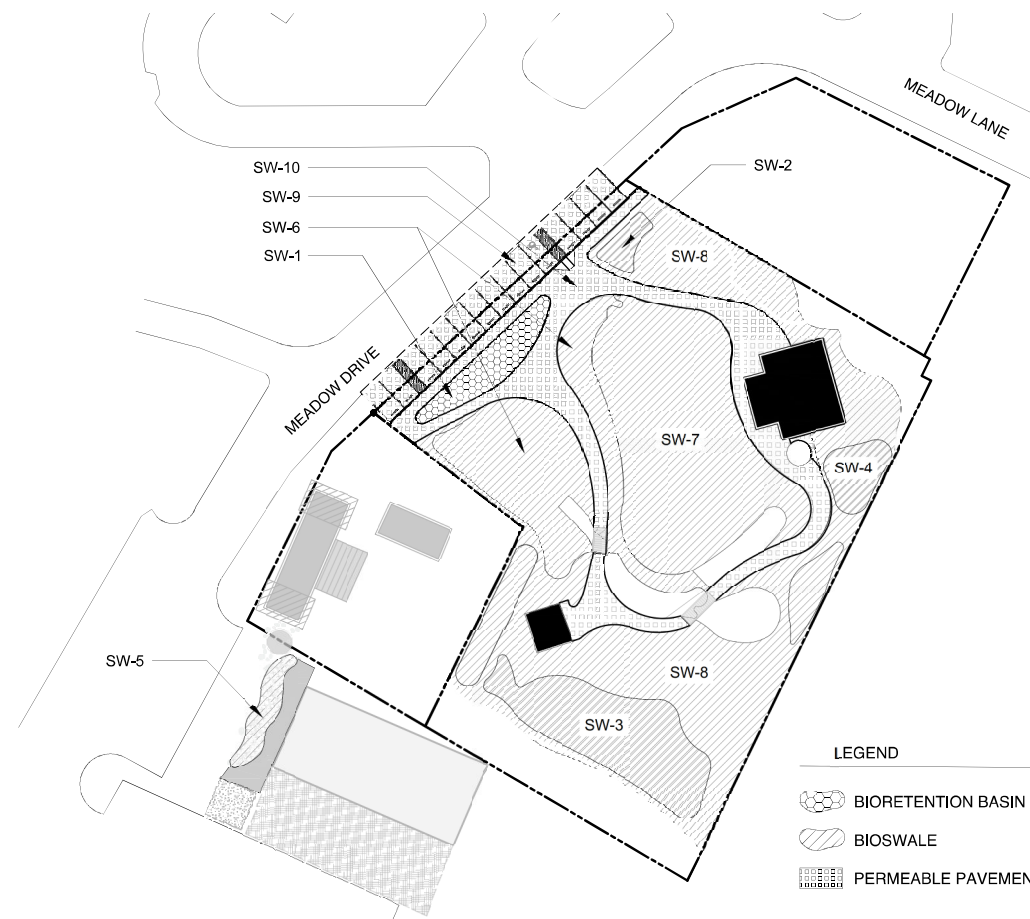 MEADOW LANE
SW-10
SW-2
SW-9
SW-6
SW-1
SW-8
MEADOW DRIVE
SW-7
SW-4
SW-5
SW-8
SW-3
LEGEND
BIORETENTION BASIN
BIOSWALE
PERMEABLE PAVEMEN